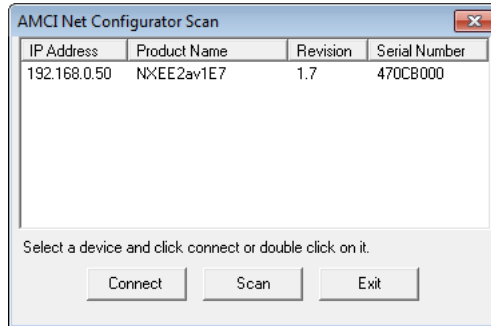 AMCI Net Configurator Scan
IP Address Product Name Revision Serial Number
192.168.0.50 NXEE2av1E7 1.7 470CB000
Select a device and click connect or double click on it.
Connect Scan Exit